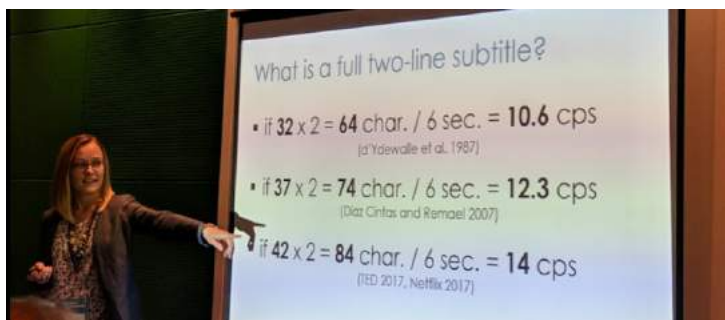 What is a full two-line subtitle?
▪ if 32 x 2 = 64 char. / 6 sec. = 10.6 cps
(d'Ydewalle et al. 1987)
▪ if 37 x 2 = 74 char. / 6 sec. = 12.3 cps
(Díaz Cintas and Remael 2007)
▪ if 42 x 2 = 84 char. / 6 sec. = 14 cps
(TED 2017, Netflix 2017)